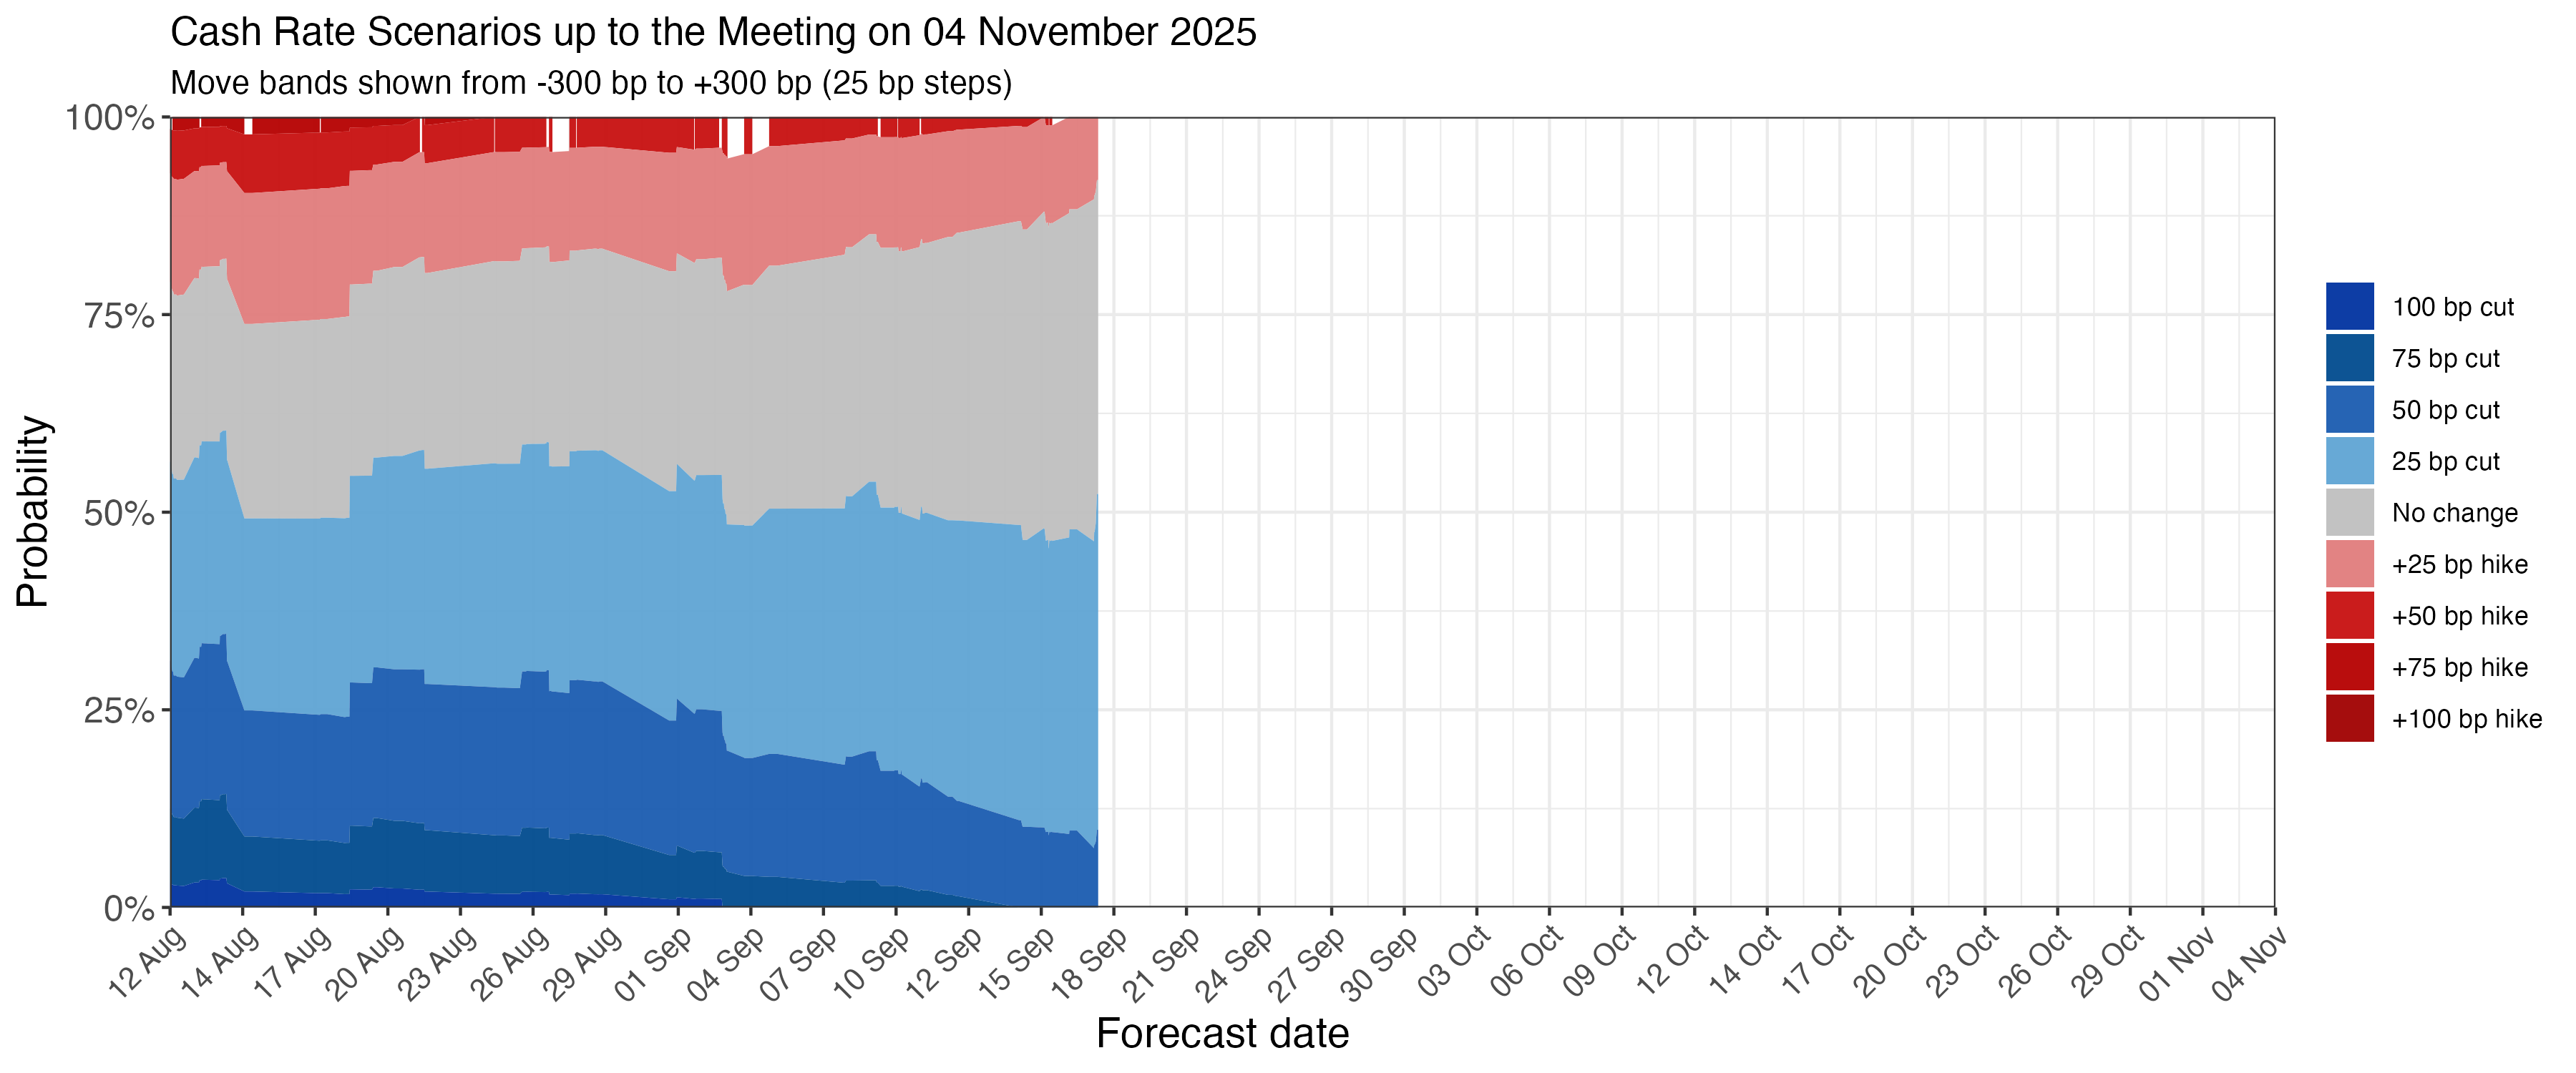 Cash Rate Scenarios up to the Meeting on 04 November 2025
Move bands shown from -300 bp to +300 bp (25 bp steps)
Probability
100%
75%
50%
25%
0%
12 Aug
14 Aug
17 Aug
20 Aug
23 Aug
26 Aug
29 Aug
01 Sep
04 Sep
07 Sep
10 Sep
12 Sep
15 Sep
18 Sep
21 Sep
24 Sep
27 Sep
30 Sep
03 Oct
06 Oct
09 Oct
12 Oct
14 Oct
17 Oct
20 Oct
23 Oct
26 Oct
29 Oct
01 Nov
04 Nov
Forecast date
100 bp cut
75 bp cut
50 bp cut
25 bp cut
No change
+25 bp hike
+50 bp hike
+75 bp hike
+100 bp hike